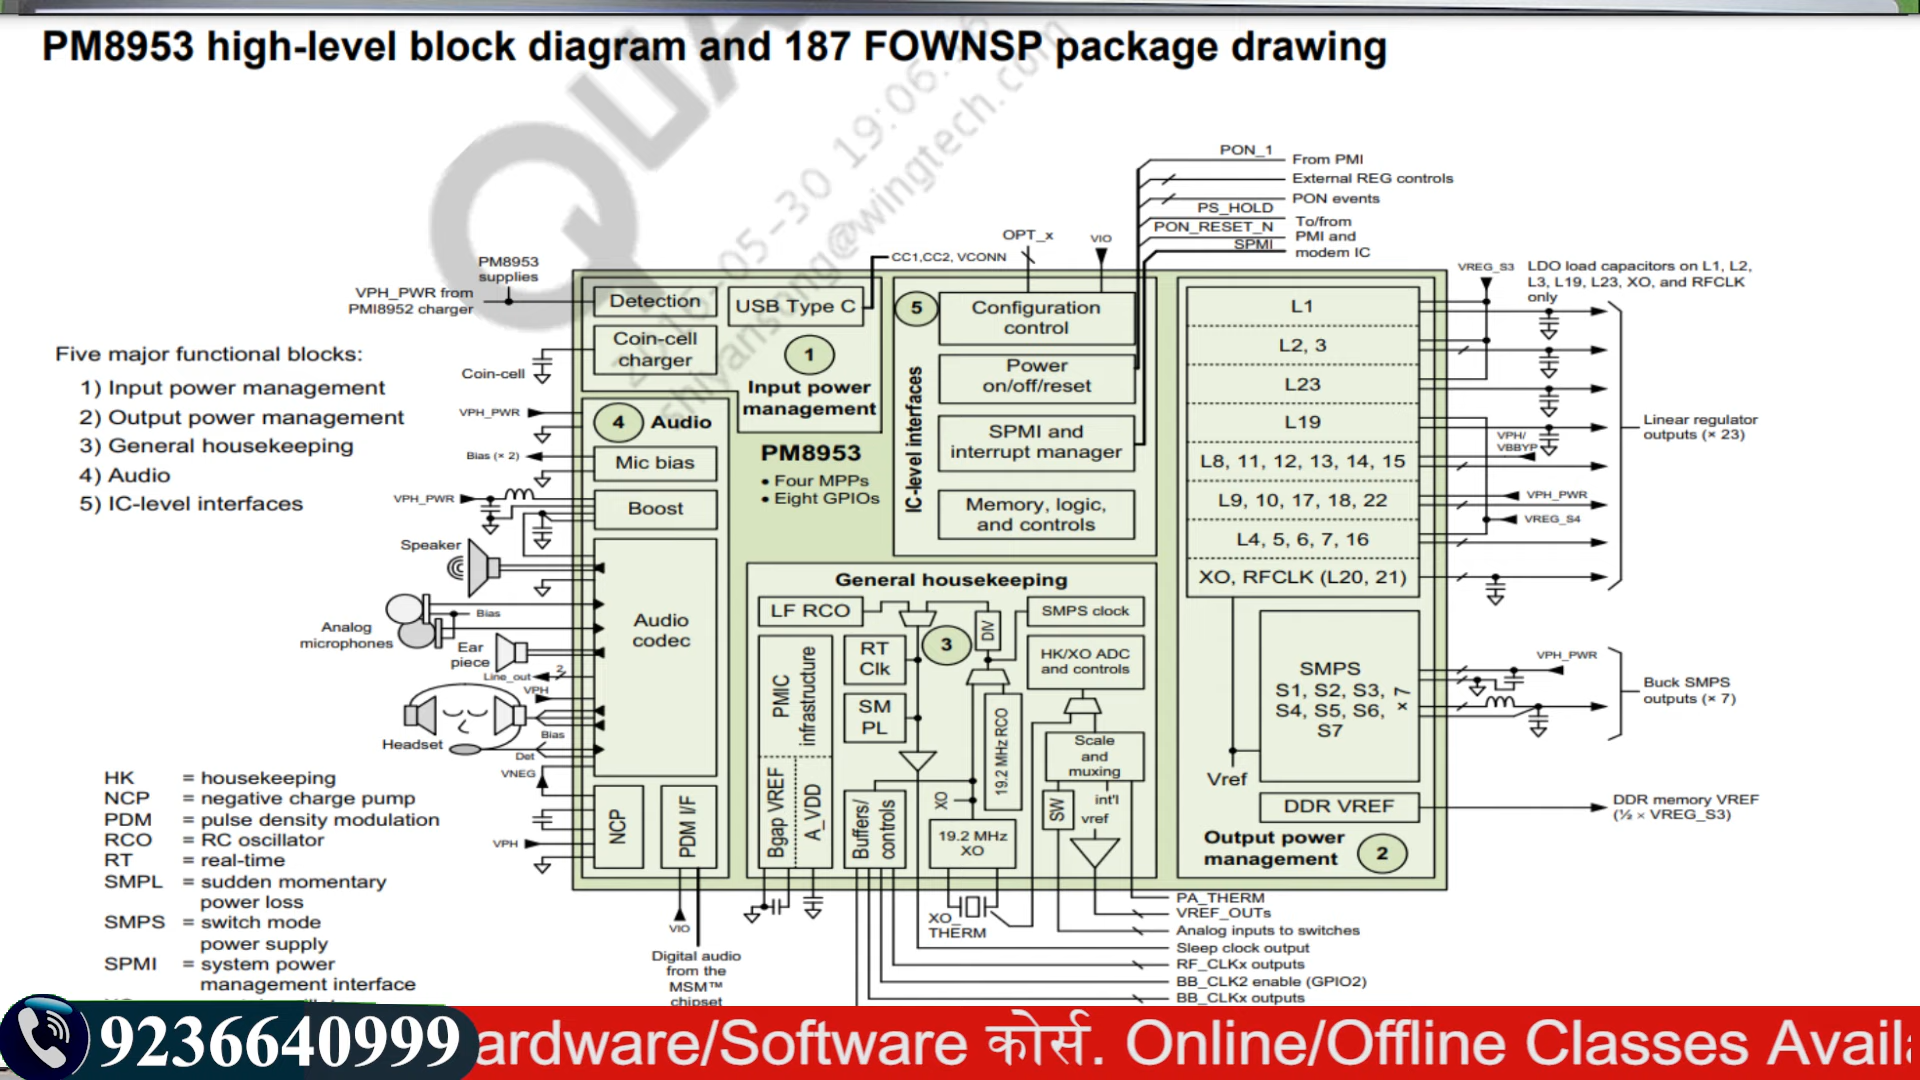 PM8953 high-level block diagram and 187 FOWNSP package drawing
2016-05-30 19:06:
shiyansong@wingtech.com
PON_1
From PMI
External REG controls
PON events
PS_HOLD
PON_RESET_N
SPMI
To/from
PMI and
modem IC
OPT_x
VIO
CC1,CC2, VCONN
PM8953
supplies
VPH_PWR from
PMI8952 charger
Detection
USB Type C
Coin-cell
charger
Coin-cell
1
Input power
management
5
IC-level interfaces
Configuration
control
Power
on/off/reset
SPMI and
interrupt manager
Memory, logic,
and controls
VREG_S3
LDO load capacitors on L1, L2,
L3, L19, L23, XO, and RFCLK
only
L1
L2, 3
L23
L19
L8, 11, 12, 13, 14, 15
L9, 10, 17, 18, 22
L4, 5, 6, 7, 16
XO, RFCLK (L20, 21)
VPH/
VBBYP
VPH_PWR
VREG_S4
Linear regulator
outputs (× 23)
Five major functional blocks:
1) Input power management
2) Output power management
3) General housekeeping
4) Audio
5) IC-level interfaces
VPH_PWR
4
Audio
Bias (× 2)
Mic bias
VPH_PWR
Boost
PM8953
• Four MPPs
• Eight GPIOs
Speaker
Analog
microphones
Bias
Ear
piece
Line_out
2
VPH
Headset
Bias
Det
VNEG
VPH
Audio
codec
NCP
PDM I/F
VIO
Digital audio
from the
MSM™
chipset
General housekeeping
LF RCO
3
DIV
SMPS clock
RT
Clk
HK/XO ADC
and controls
PMIC
infrastructure
SM
PL
19.2 MHz RCO
Scale
and
muxing
Bgap VREF
A_VDD
Buffers/
controls
XO
19.2 MHz
XO
SW
int'l
vref
XO_
THERM
SMPS
S1, S2, S3,
S4, S5, S6,
S7
× 7
VPH_PWR
Buck SMPS
outputs (× 7)
Vref
DDR VREF
DDR memory VREF
(½ × VREG_S3)
Output power
management
2
PA_THERM
VREF_OUTs
Analog inputs to switches
Sleep clock output
RF_CLKx outputs
BB_CLK2 enable (GPIO2)
BB_CLKx outputs
HK = housekeeping
NCP = negative charge pump
PDM = pulse density modulation
RCO = RC oscillator
RT = real-time
SMPL = sudden momentary
power loss
SMPS = switch mode
power supply
SPMI = system power
management interface
9236640999
ardware/Software कोर्स. Online/Offline Classes Avail